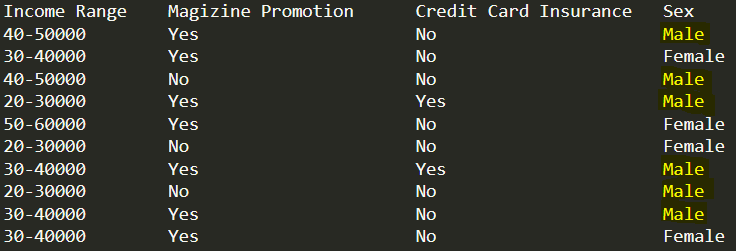 Income Range Magizine Promotion Credit Card Insurance Sex
40-50000 Yes No Male
30-40000 Yes No Female
40-50000 No No Male
20-30000 Yes Yes Male
50-60000 Yes No Female
20-30000 No No Female
30-40000 Yes Yes Male
20-30000 No No Male
30-40000 Yes No Male
30-40000 Yes No Female